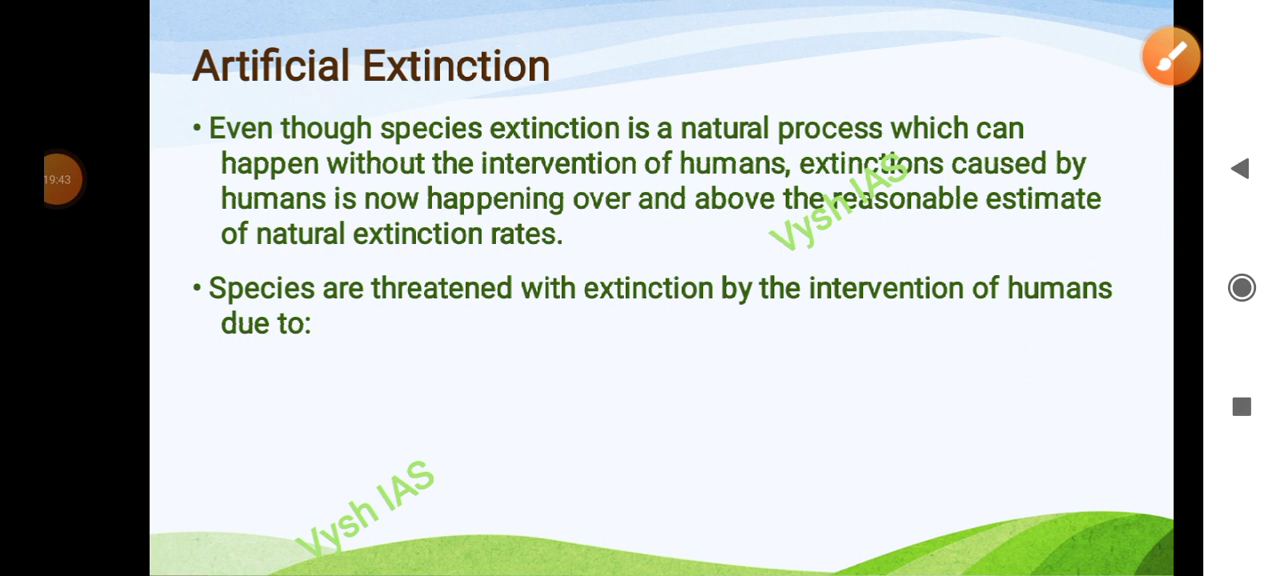 Artificial Extinction
• Even though species extinction is a natural process which can
happen without the intervention of humans, extinctions caused by
humans is now happening over and above the reasonable estimate
of natural extinction rates.
• Species are threatened with extinction by the intervention of humans
due to:
Vysh IAS
Vysh IAS
19:43